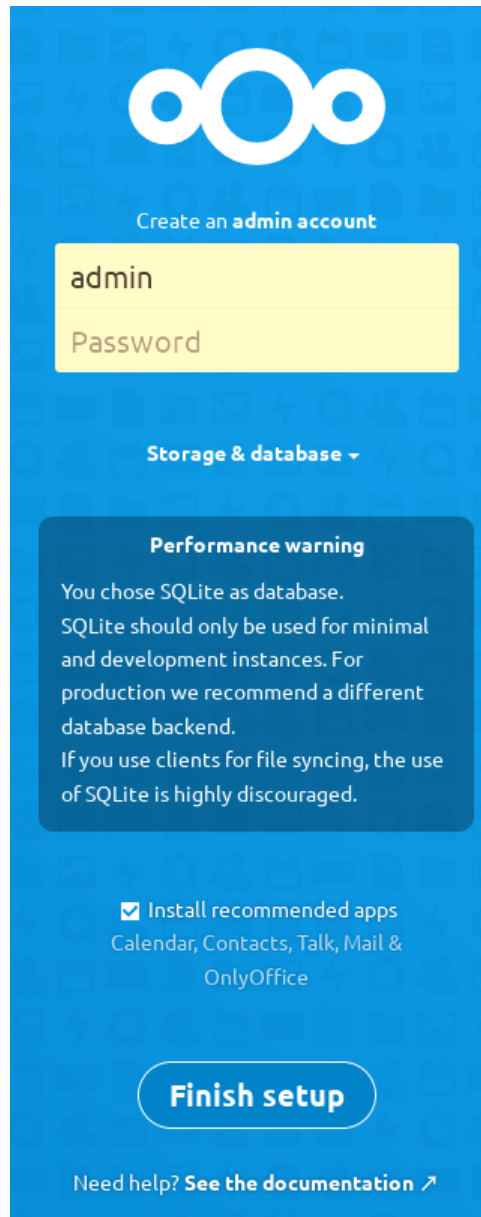 Create an admin account
admin
Password
Storage & database
Performance warning
You chose SQLite as database.
SQLite should only be used for minimal
and development instances. For
production we recommend a different
database backend.
If you use clients for file syncing, the use
of SQLite is highly discouraged.
Install recommended apps
Calendar, Contacts, Talk, Mail &
OnlyOffice
Finish setup
Need help? See the documentation ↗